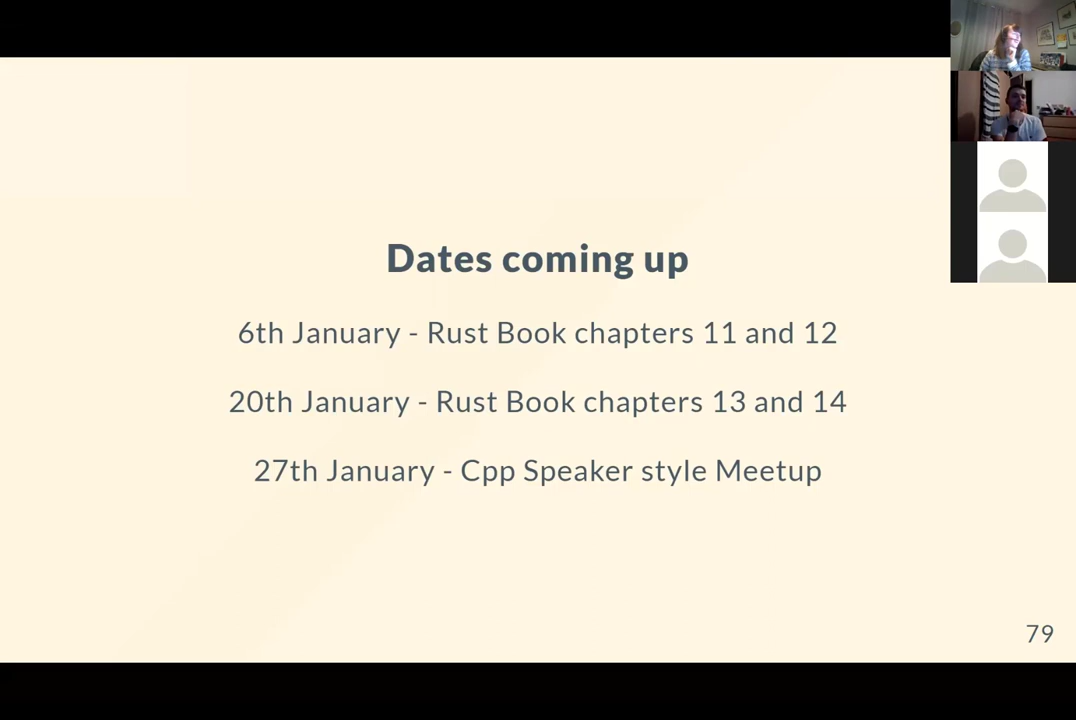 Dates coming up
6th January - Rust Book chapters 11 and 12
20th January - Rust Book chapters 13 and 14
27th January - Cpp Speaker style Meetup
79